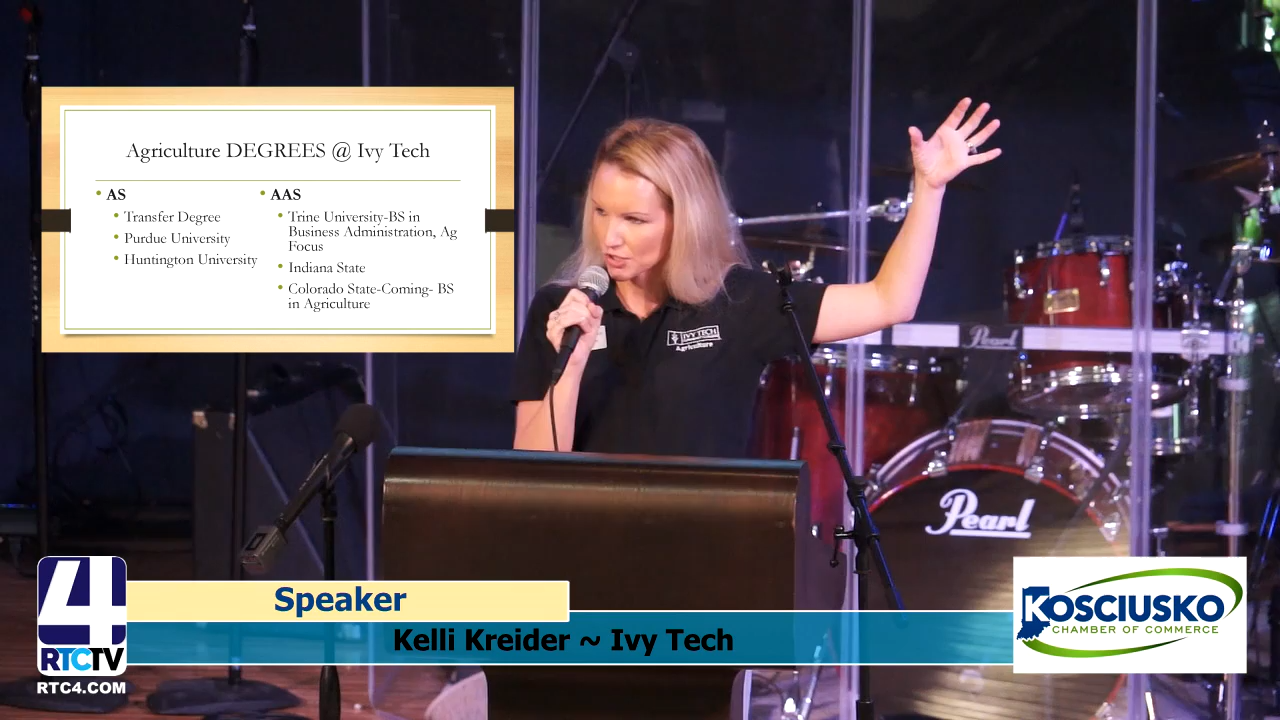 Agriculture DEGREES @ Ivy Tech
• AS
• Transfer Degree
• Purdue University
• Huntington University
• AAS
• Trine University-BS in
Business Administration, Ag
Focus
• Indiana State
• Colorado State-Coming- BS
in Agriculture
IVY TECH
Agriculture
Pearl
Pearl
4
RTCTV
RTC4.COM
Speaker
Kelli Kreider ~ Ivy Tech
KOSCIUSKO
CHAMBER OF COMMERCE